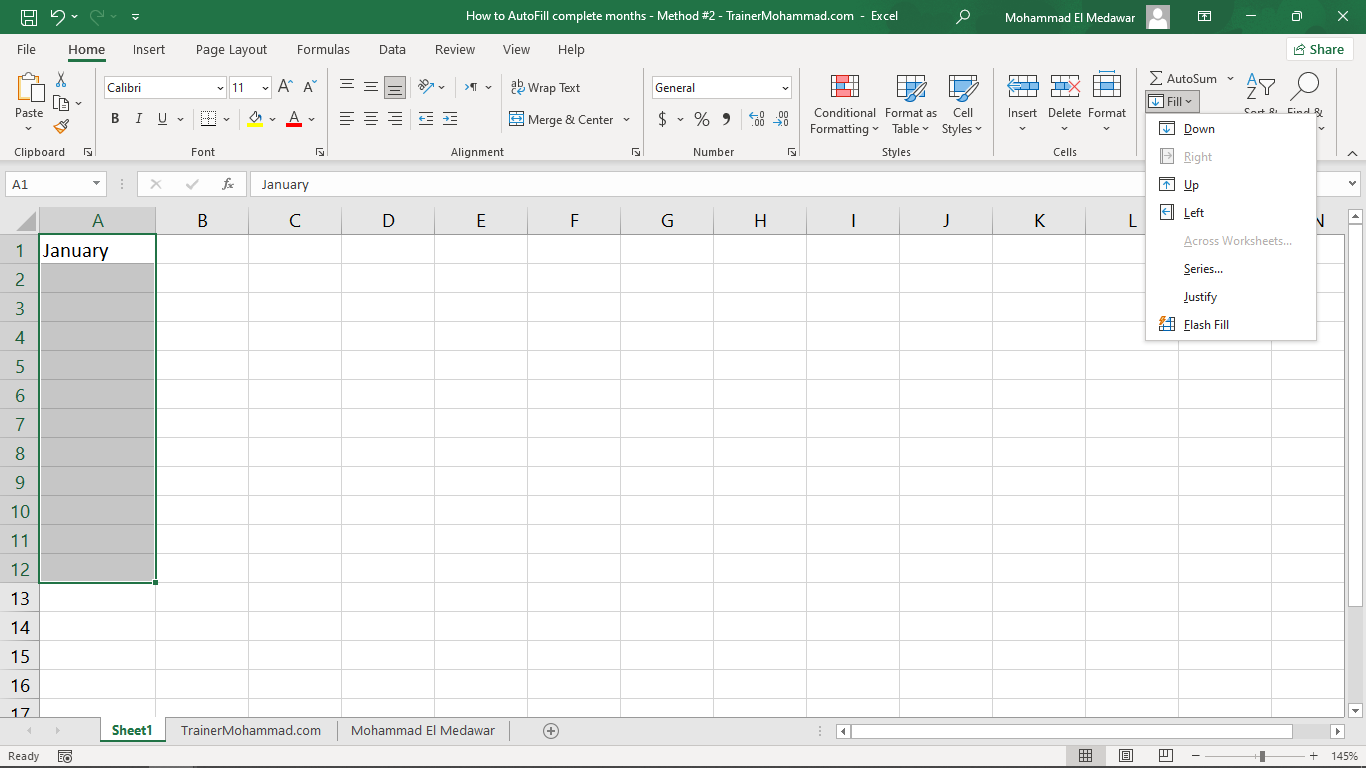 How to AutoFill complete months - Method #2 - TrainerMohammad.com - Excel
Mohammad El Medawar
File Home Insert Page Layout Formulas Data Review View Help Share
Paste
Clipboard
Calibri 11
B I U A A A
Font
ab Wrap Text
Merge & Center
Alignment
General
$ % 9 .00 .00
Number
Conditional Formatting
Format as Table
Cell Styles
Styles
Insert Delete Format
Cells
AutoSum
Fill
Sort &
Find &
Down
Right
Up
Left
Across Worksheets...
Series...
Justify
Flash Fill
A1 fx January
A B C D E F G H I J K L N
1 January
2
3
4
5
6
7
8
9
10
11
12
13
14
15
16
17
Sheet1 TrainerMohammad.com Mohammad El Medawar
Ready 145%